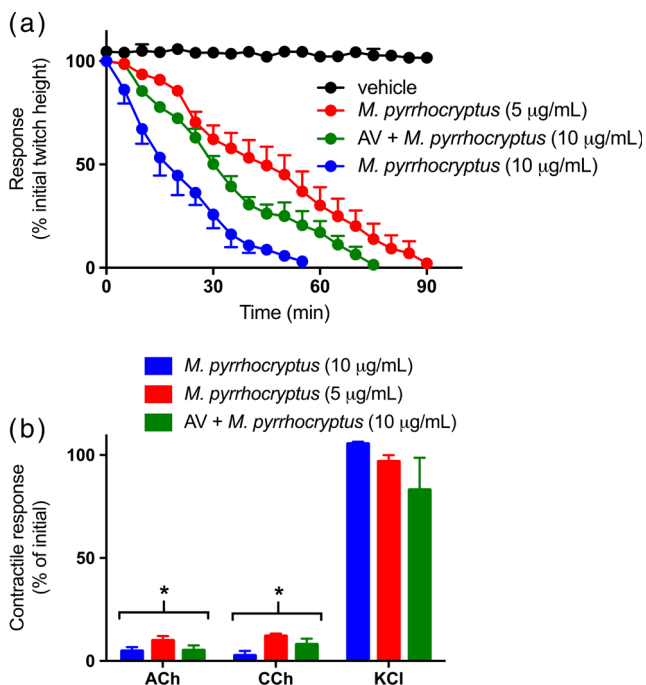 (a)
Response
(% initial twitch height)
100
50
0
vehicle
M. pyrrhocryptus (5 μg/mL)
AV + M. pyrrhocryptus (10 μg/mL)
M. pyrrhocryptus (10 μg/mL)
0 30 60 90
Time (min)
M. pyrrhocryptus (10 μg/mL)
M. pyrrhocryptus (5 μg/mL)
AV + M. pyrrhocryptus (10 μg/mL)
(b)
Contractile response
(% of initial)
100
50
0
* *
ACh CCh KCl